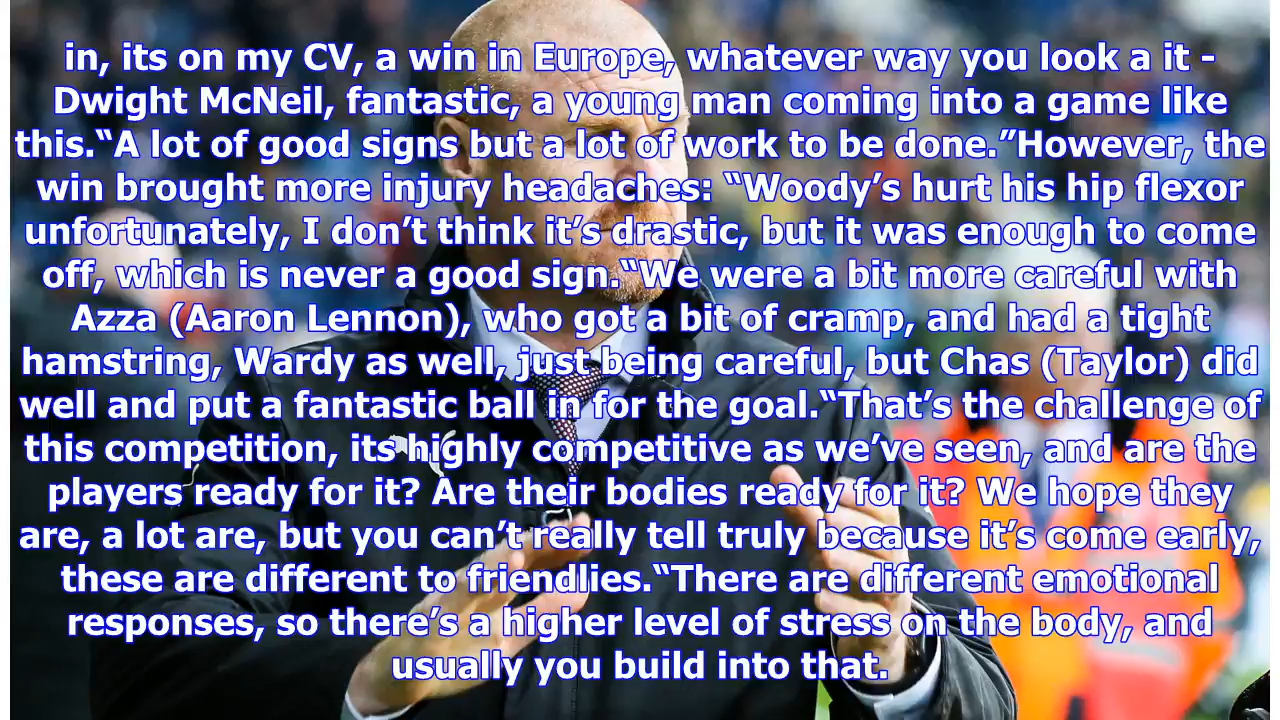 in, its on my CV, a win in Europe, whatever way you look a it -
Dwight McNeil, fantastic, a young man coming into a game like
this.“A lot of good signs but a lot of work to be done.”However, the
win brought more injury headaches: “Woody’s hurt his hip flexor
unfortunately, I don’t think it’s drastic, but it was enough to come
off, which is never a good sign.“We were a bit more careful with
Azza (Aaron Lennon), who got a bit of cramp, and had a tight
hamstring, Wardy as well, just being careful, but Chas (Taylor) did
well and put a fantastic ball in for the goal.“That’s the challenge of
this competition, its highly competitive as we’ve seen, and are the
players ready for it? Are their bodies ready for it? We hope they
are, a lot are, but you can’t really tell truly because it’s come early,
these are different to friendlies.“There are different emotional
responses, so there’s a higher level of stress on the body, and
usually you build into that.